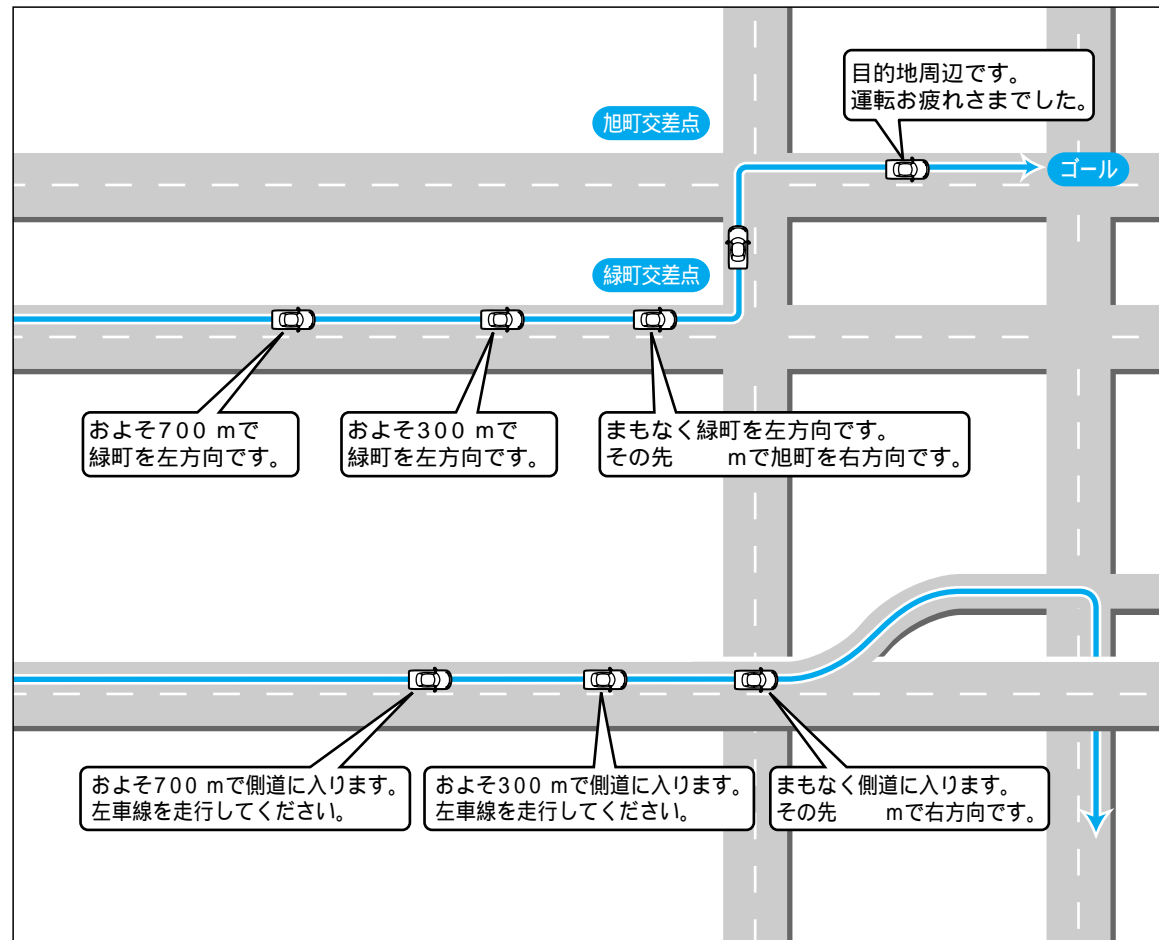 目的地周辺です。
運転お疲れさまでした。
旭町交差点
ゴール
緑町交差点
およそ700 mで
緑町を左方向です。
およそ300 mで
緑町を左方向です。
まもなく緑町を左方向です。
その先　　　mで旭町を右方向です。
およそ700 mで側道に入ります。
左車線を走行してください。
およそ300 mで側道に入ります。
左車線を走行してください。
まもなく側道に入ります。
その先　　　mで右方向です。